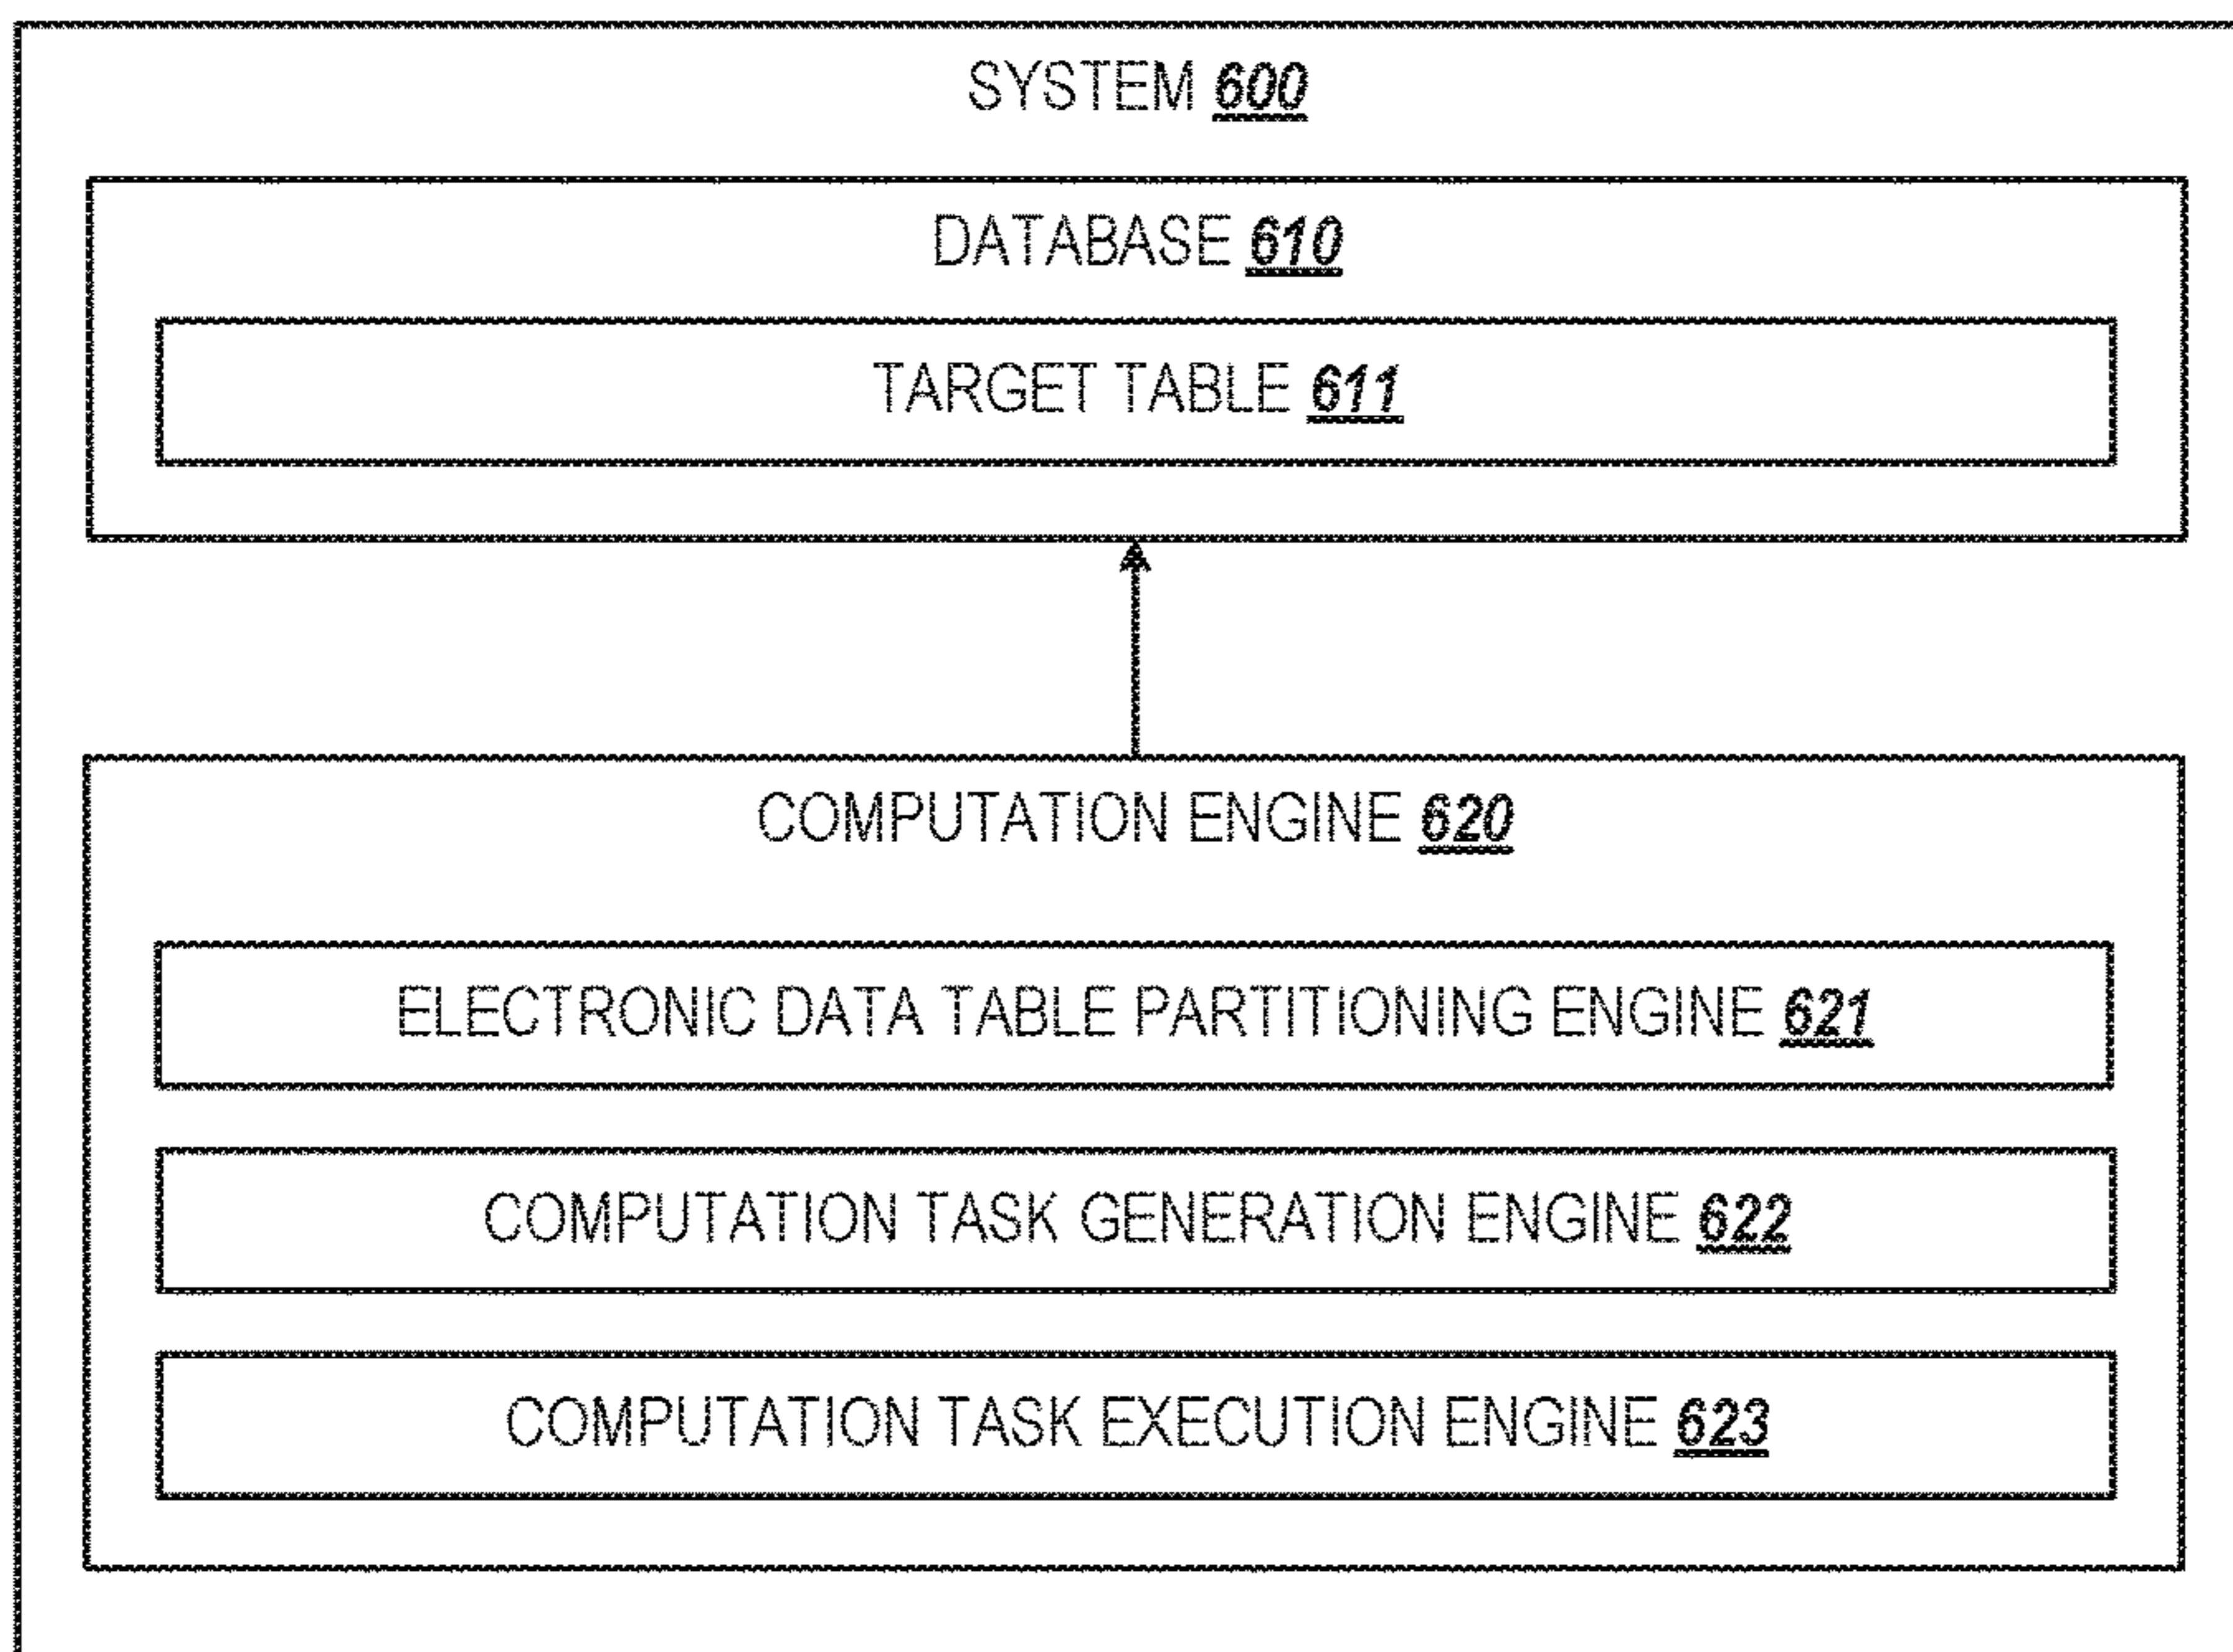 SYSTEM 600
DATABASE 610
TARGET TABLE 611
COMPUTATION ENGINE 620
ELECTRONIC DATA TABLE PARTITIONING ENGINE 621
COMPUTATION TASK GENERATION ENGINE 622
COMPUTATION TASK EXECUTION ENGINE 623